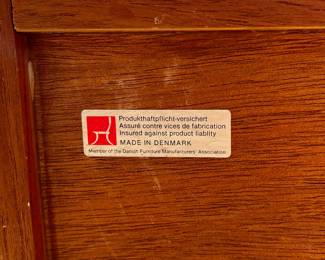 Produkthaftpflicht-versichert
Assuré contre vices de fabrication
Insured against product liablity
MADE IN DENMARK
Member of the Danish Furniture Manufacturers' Association